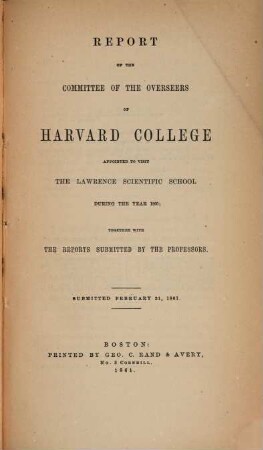 REPORT
OF THE
COMMITTEE OF THE OVERSEERS
OF
HARVARD COLLEGE
APPOINTED TO VISIT
THE LAWRENCE SCIENTIFIC SCHOOL
DURING THE YEAR 1860;
TOGETHER WITH
THE REPORTS SUBMITTED BY THE PROFESSORS.
SUBMITTED FEBRUARY 21, 1861.
BOSTON:
PRINTED BY GEO. C. RAND & AVERY,
No. 3 CORNHILL.
1861.